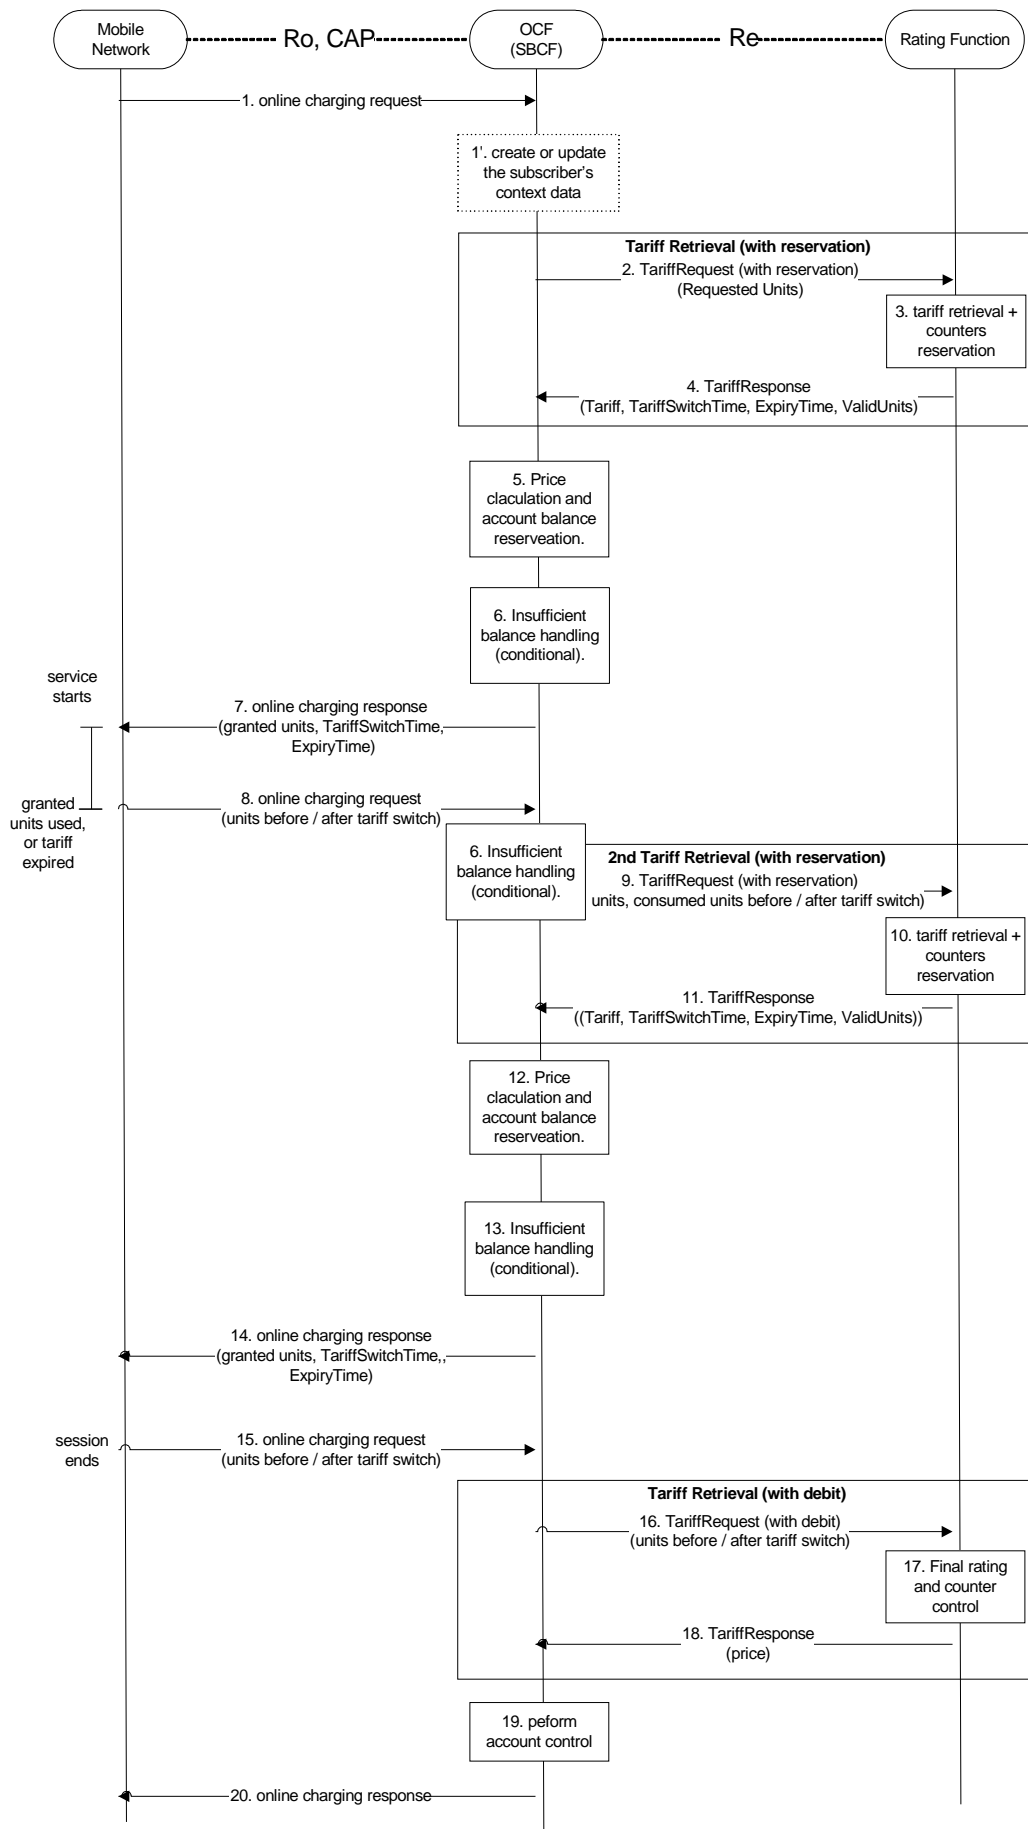 Mobile
Network
Ro, CAP
OCF
(SBCF)
Re
Rating Function
1. online charging request
1'. create or update
the subscriber's
context data
Tariff Retrieval (with reservation)
2. TariffRequest (with reservation)
(Requested Units)
3. tariff retrieval +
counters
reservation
4. TariffResponse
(Tariff, TariffSwitchTime, ExpiryTime, ValidUnits)
5. Price
claculation and
account balance
reserveation.
6. Insufficient
balance handling
(conditional).
service
starts
7. online charging response
(granted units, TariffSwitchTime,
ExpiryTime)
granted
units used,
or tariff
expired
8. online charging request
(units before / after tariff switch)
6. Insufficient
balance handling
(conditional).
2nd Tariff Retrieval (with reservation)
9. TariffRequest (with reservation)
units, consumed units before / after tariff switch)
10. tariff retrieval +
counters
reservation
11. TariffResponse
((Tariff, TariffSwitchTime, ExpiryTime, ValidUnits))
12. Price
claculation and
account balance
reserveation.
13. Insufficient
balance handling
(conditional).
14. online charging response
(granted units, TariffSwitchTime,,
ExpiryTime)
session
ends
15. online charging request
(units before / after tariff switch)
Tariff Retrieval (with debit)
16. TariffRequest (with debit)
(units before / after tariff switch)
17. Final rating
and counter
control
18. TariffResponse
(price)
19. peform
account control
20. online charging response